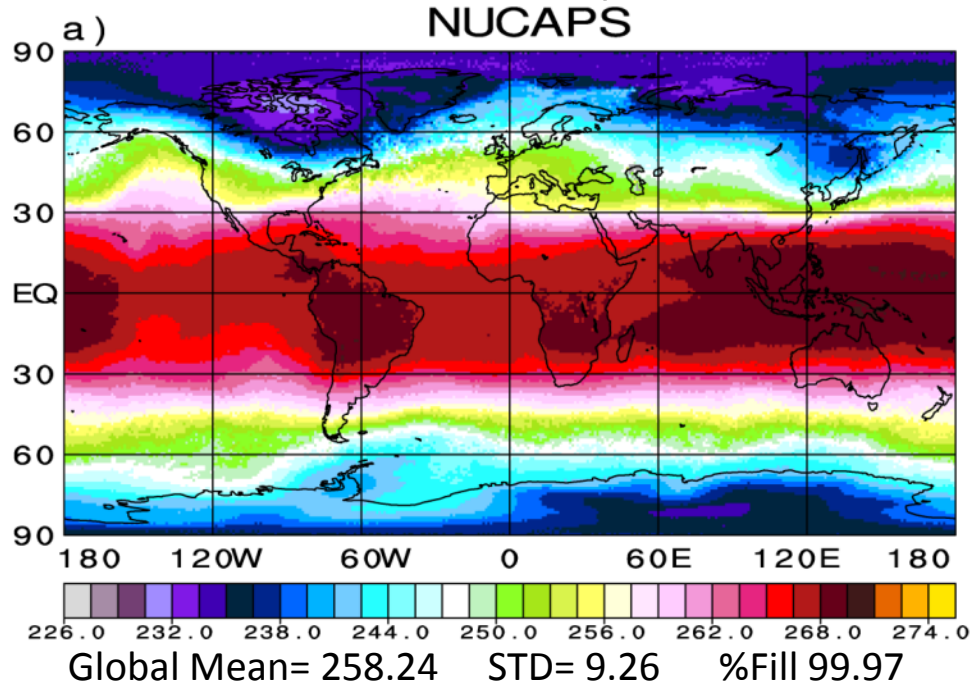 NUCAPS
a)
90
60
30
EQ
30
60
90
180 120W 60W 0 60E 120E 180
226.0 232.0 238.0 244.0 250.0 256.0 262.0 268.0 274.0
Global Mean= 258.24 STD= 9.26 %Fill 99.97